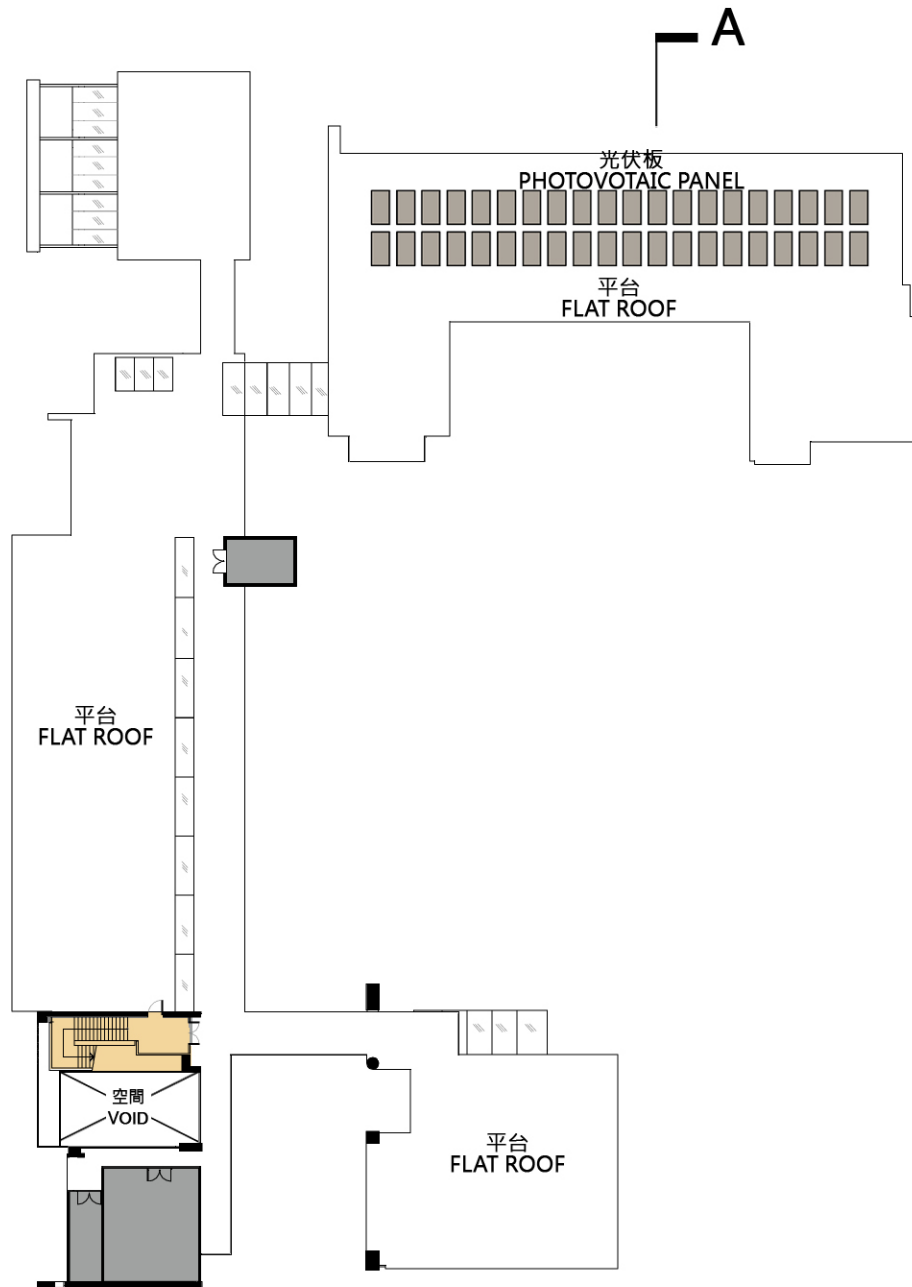 A
光伏板
PHOTOVOTAIC PANEL
平台
FLAT ROOF
平台
FLAT ROOF
空間
VOID
平台
FLAT ROOF